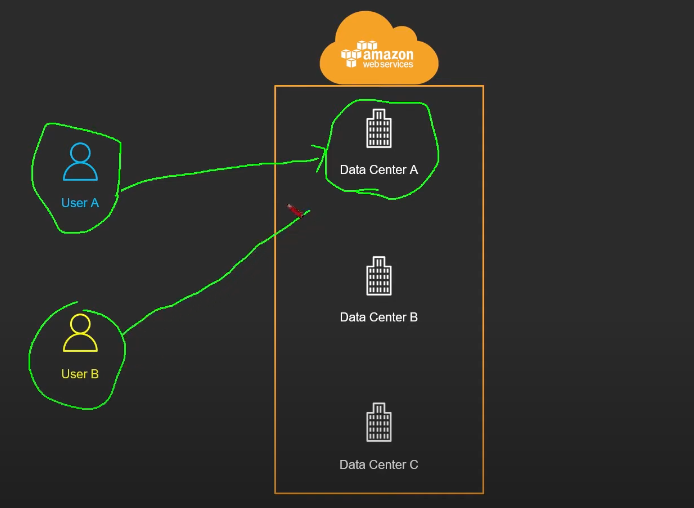 amazon
webservices
Data Center A
User A
Data Center B
User B
Data Center C